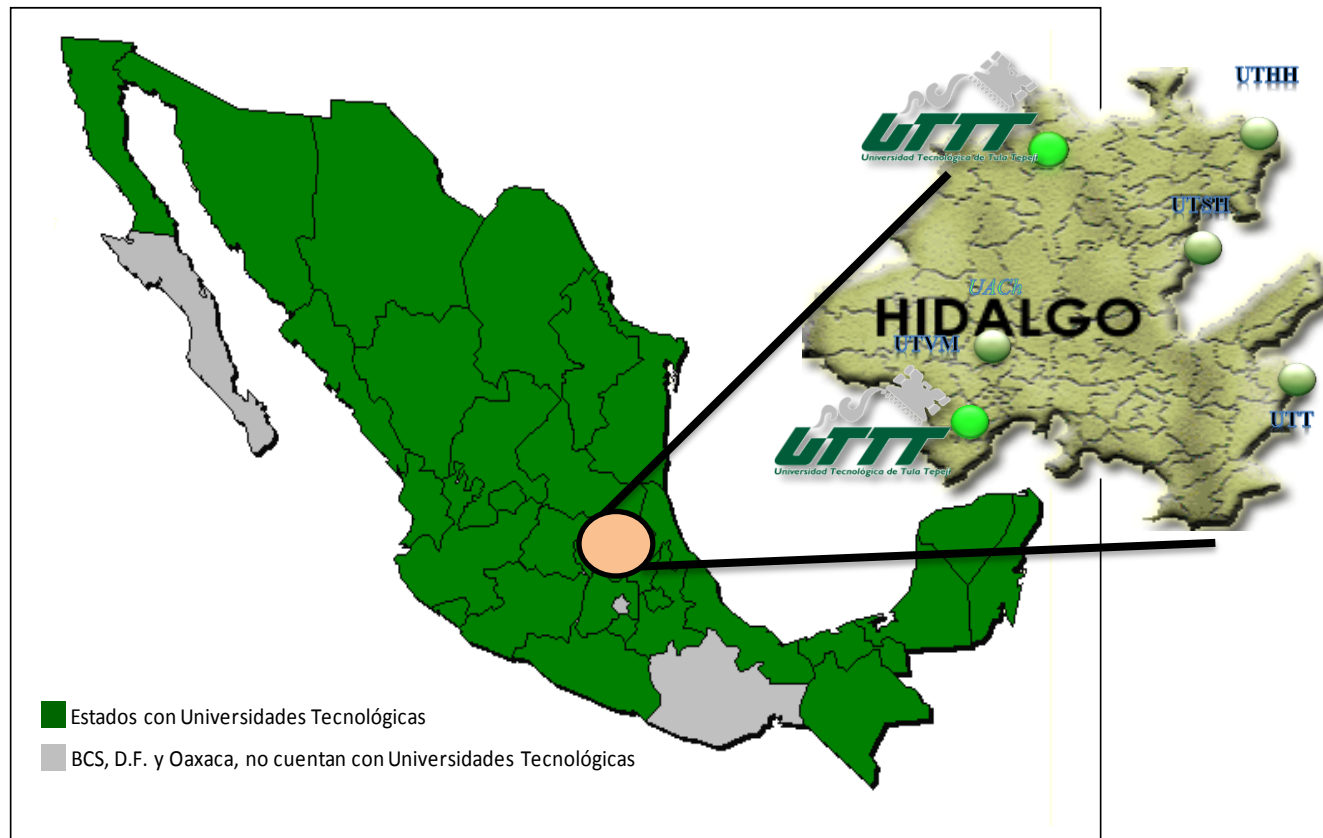 UTHH
UTTT
Universidad Tecnológica de Tula Tepeji
UTSH
UACh
HIDALGO
UTVM
UTTT
Universidad Tecnológica de Tula Tepeji
UTT
Estados con Universidades Tecnológicas
BCS, D.F. y Oaxaca, no cuentan con Universidades Tecnológicas